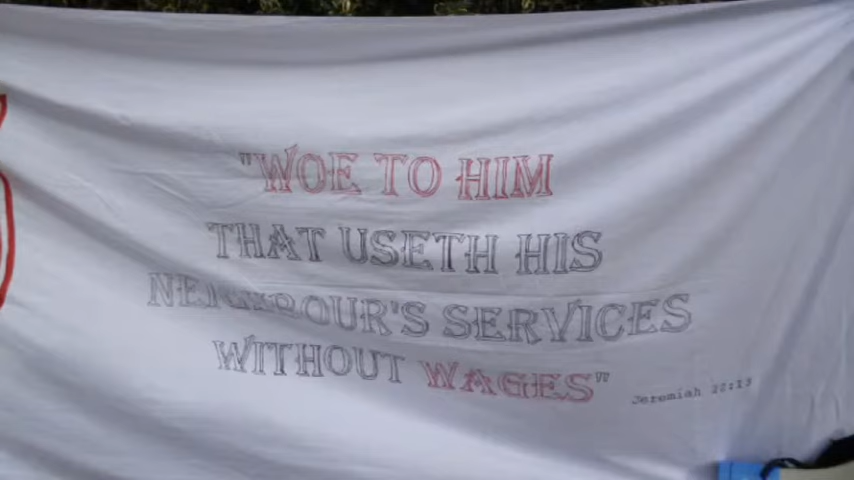 "WOE TO HIM
THAT USETH HIS
NEIGHBOUR'S SERVICES
WITHOUT WAGES"
Jeremiah 22:13